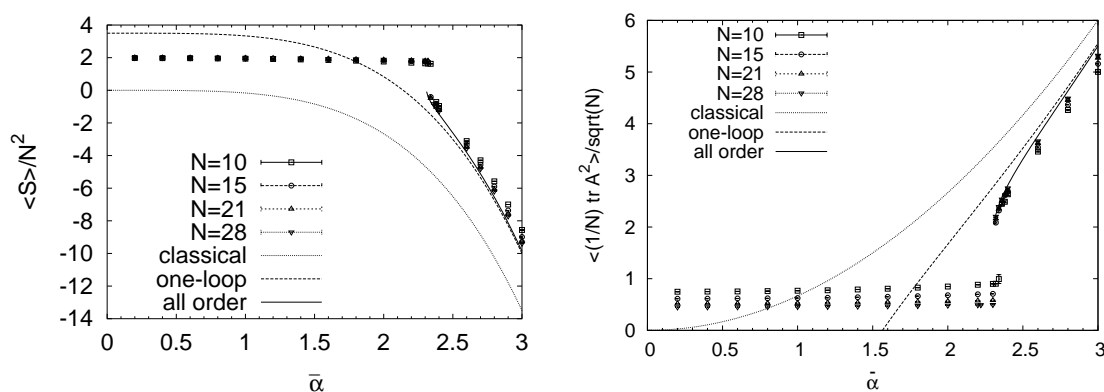 <S>/N²
4
2
0
-2
-4
-6
-8
-10
-12
-14
N=10
N=15
N=21
N=28
classical
one-loop
all order
0 0.5 1 1.5 2 2.5 3
α̅
<(1/N) tr A²>/sqrt(N)
6
5
4
3
2
1
0
N=10
N=15
N=21
N=28
classical
one-loop
all order
0 0.5 1 1.5 2 2.5 3
α̅